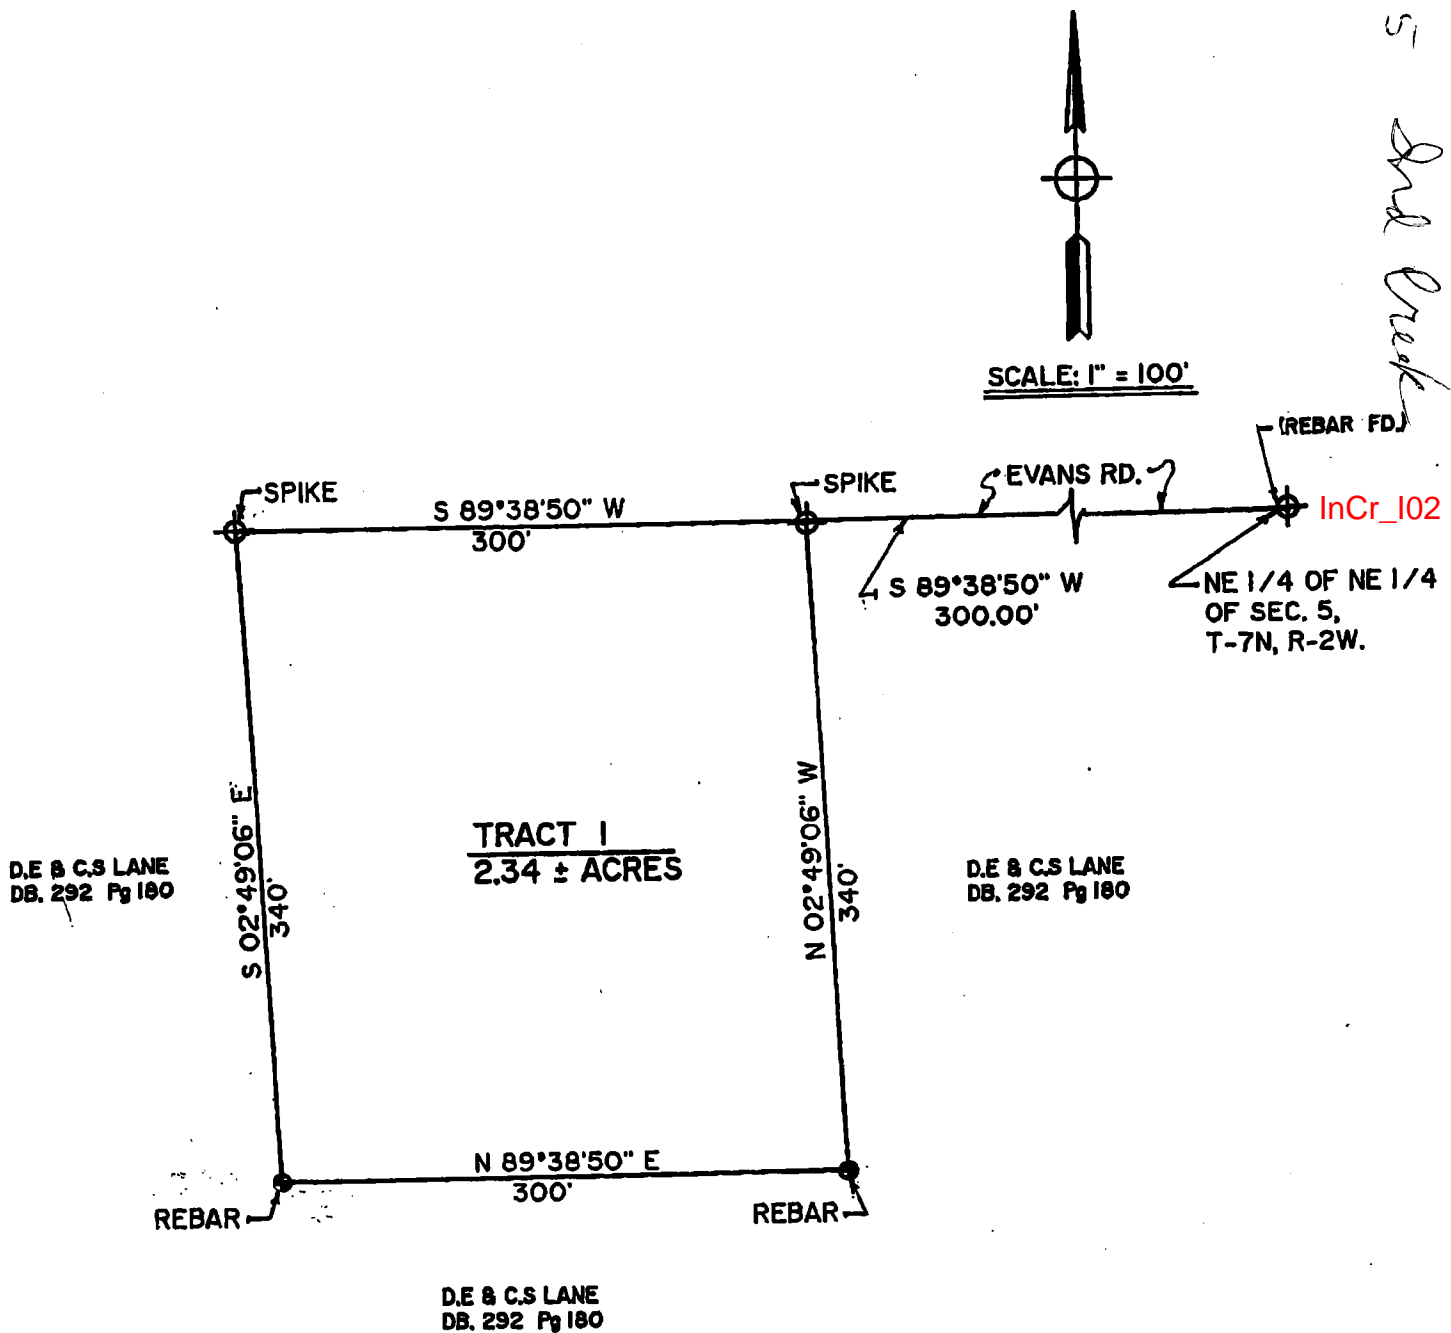 5 Ind Creek
SCALE: 1" = 100'
(REBAR FD.)
SPIKE
S 89°38'50" W
300'
SPIKE
EVANS RD.
InCr_I02
S 89°38'50" W
300.00'
NE 1/4 OF NE 1/4
OF SEC. 5,
T-7N, R-2W.
S 02°49'06" E
340'
N 02°49'06" W
340'
TRACT 1
2.34 ± ACRES
D.E & C.S LANE
DB. 292 Pg 180
D.E & C.S LANE
DB. 292 Pg 180
N 89°38'50" E
300'
REBAR
REBAR
D.E & C.S LANE
DB. 292 Pg 180